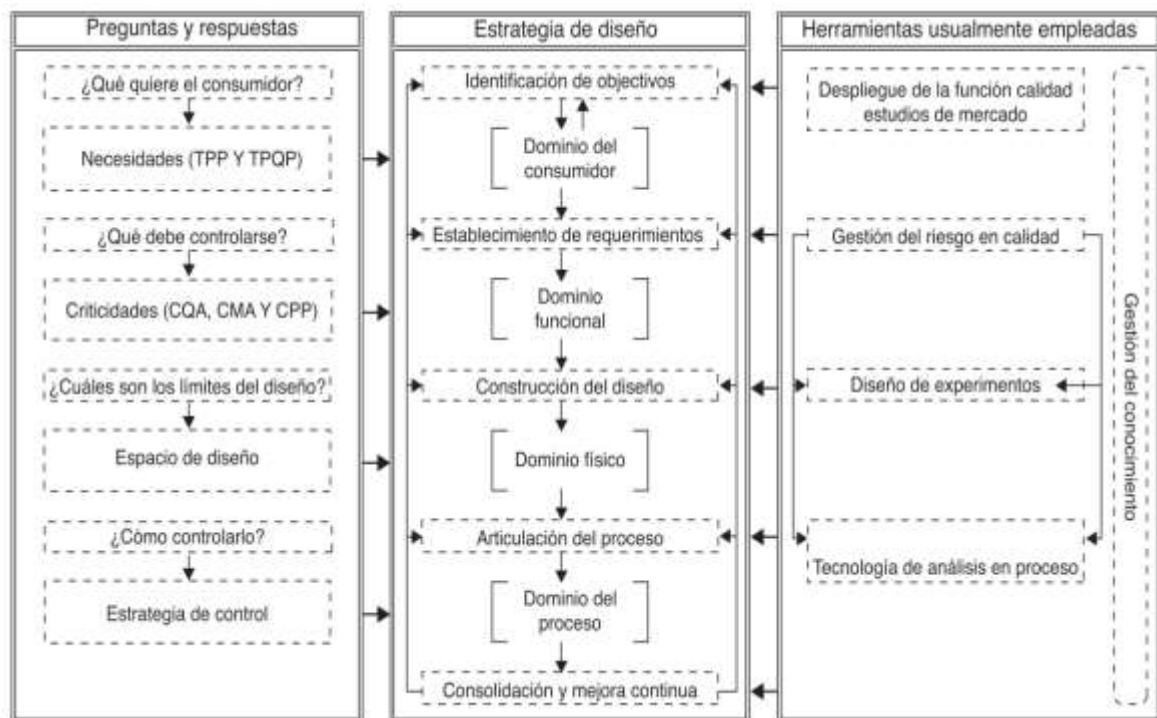 Preguntas y respuestas
¿Qué quiere el consumidor?
Necesidades (TPP Y TPQP)
¿Qué debe controlarse?
Criticidades (CQA, CMA Y CPP)
¿Cuáles son los límites del diseño?
Espacio de diseño
¿Cómo controlarlo?
Estrategia de control
Estrategia de diseño
Identificación de objetivos
Dominio del
consumidor
Establecimiento de requerimientos
Dominio
funcional
Construcción del diseño
Dominio físico
Articulación del proceso
Dominio del
proceso
Consolidación y mejora continua
Herramientas usualmente empleadas
Despliegue de la función calidad
estudios de mercado
Gestión del riesgo en calidad
Diseño de experimentos
Tecnología de análisis en proceso
Gestión del conocimiento